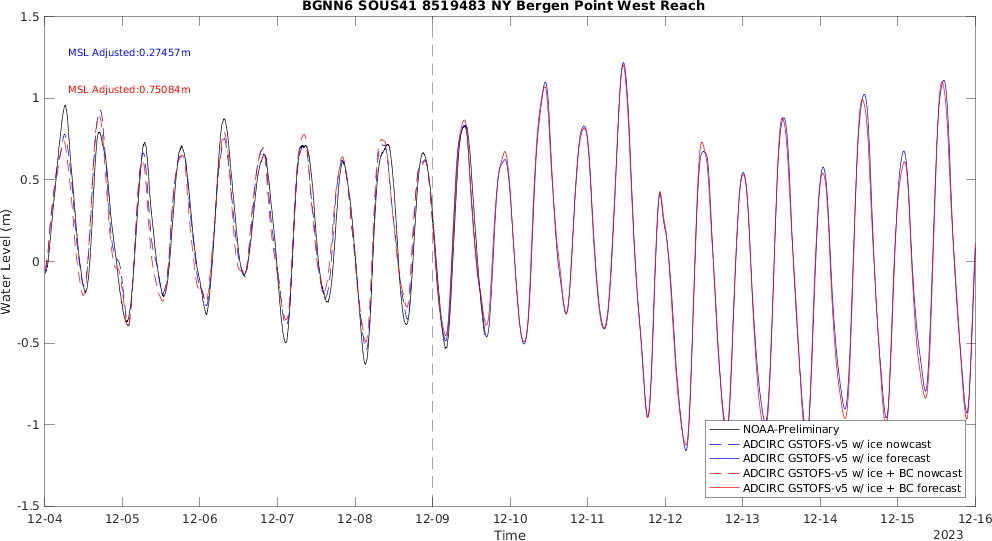 BGNN6 SOUS41 8519483 NY Bergen Point West Reach
MSL Adjusted:0.27457m
MSL Adjusted:0.75084m
Water Level (m)
1.5
1
0.5
0
-0.5
-1
-1.5
NOAA-Preliminary
ADCIRC GSTOFS-v5 w/ ice nowcast
ADCIRC GSTOFS-v5 w/ ice forecast
ADCIRC GSTOFS-v5 w/ ice + BC nowcast
ADCIRC GSTOFS-v5 w/ ice + BC forecast
12-04 12-05 12-06 12-07 12-08 12-09 12-10 12-11 12-12 12-13 12-14 12-15 12-16
Time
2023